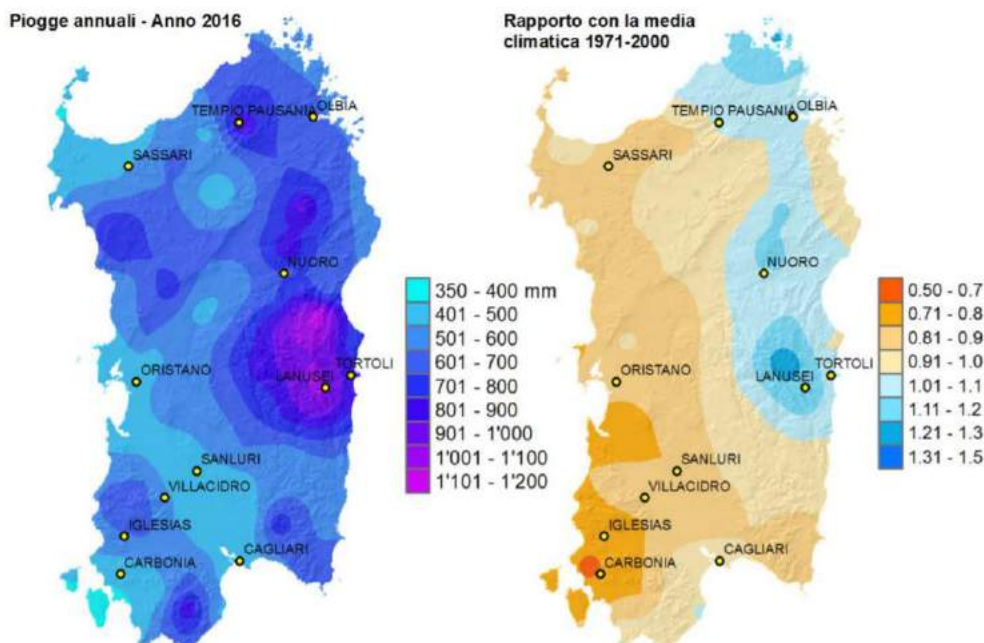 Piogge annuali - Anno 2016
TEMPIO PAUSANIA
OLBIA
SASSARI
NUORO
ORISTANO
TORTOLI
LANUSEI
SANLURI
VILLACIDRO
IGLESIAS
CARBONIA
CAGLIARI
350 - 400 mm
401 - 500
501 - 600
601 - 700
701 - 800
801 - 900
901 - 1'000
1'001 - 1'100
1'101 - 1'200
Rapporto con la media
climatica 1971-2000
TEMPIO PAUSANIA
OLBIA
SASSARI
NUORO
ORISTANO
TORTOLI
LANUSEI
SANLURI
VILLACIDRO
IGLESIAS
CARBONIA
CAGLIARI
0.50 - 0.7
0.71 - 0.8
0.81 - 0.9
0.91 - 1.0
1.01 - 1.1
1.11 - 1.2
1.21 - 1.3
1.31 - 1.5